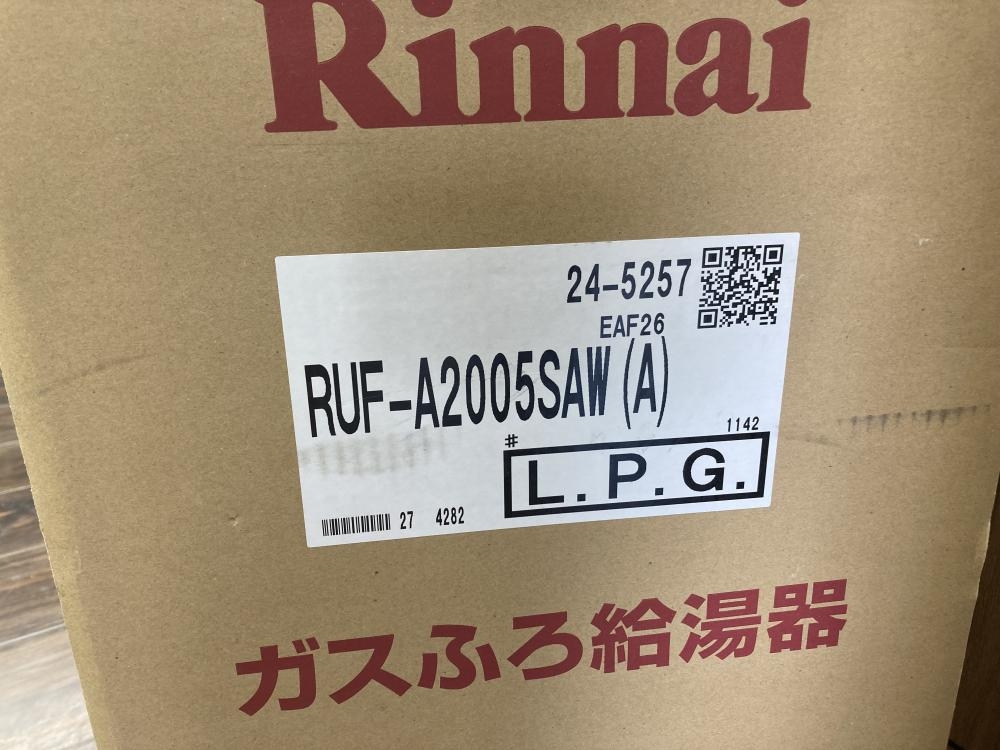 Rinnai
24-5257
EAF26
RUF-A2005SAW(A)
1142
#
L.P.G.
27 4282
ガスふろ給湯器